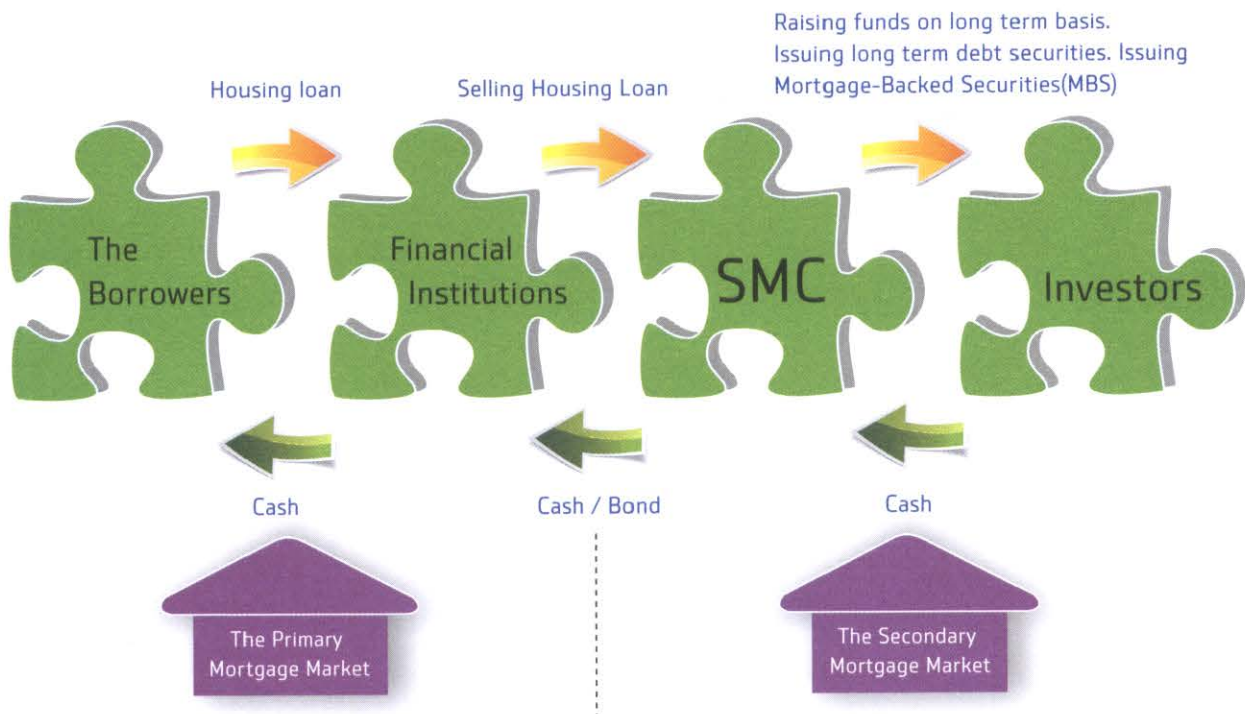 Raising funds on long term basis.
Issuing long term debt securities. Issuing
Mortgage-Backed Securities(MBS)
Housing loan
Selling Housing Loan
The
Borrowers
Financial
Institutions
SMC
Investors
Cash
Cash / Bond
Cash
The Primary
Mortgage Market
The Secondary
Mortgage Market